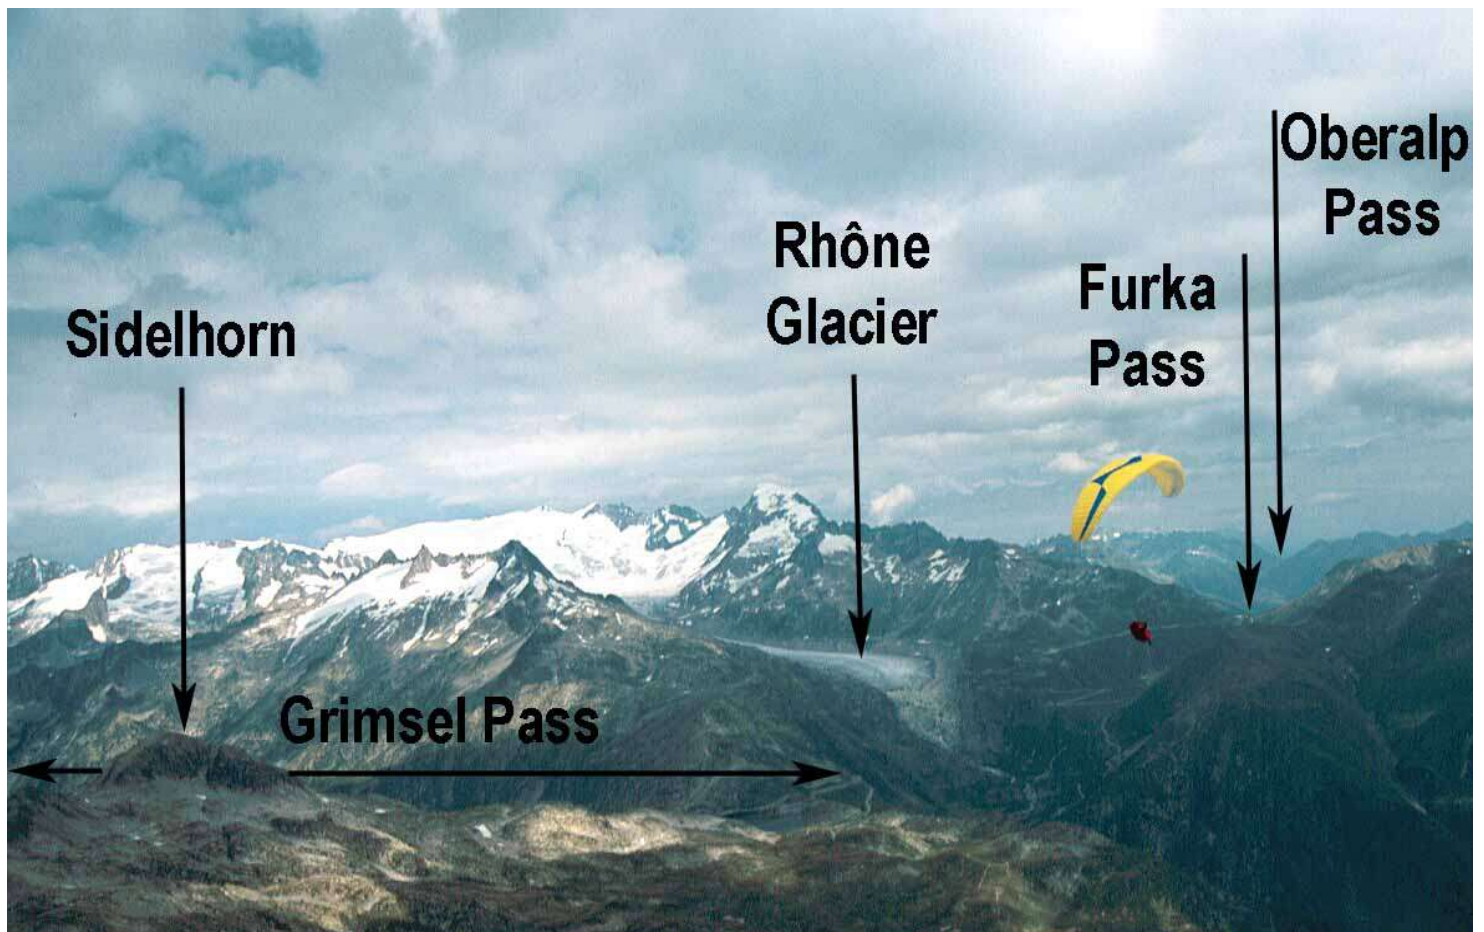 Oberalp
Pass
Rhône
Glacier
Furka
Pass
Sidelhorn
Grimsel Pass